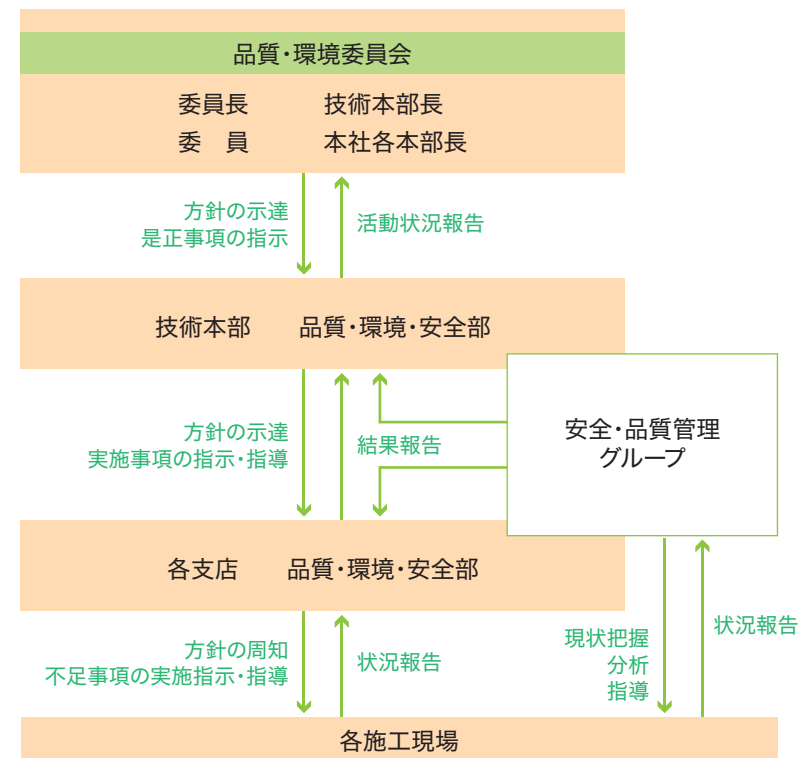 品質・環境委員会
委員長　技術本部長
委　員　本社各本部長
方針の示達
是正事項の指示
活動状況報告
技術本部　品質・環境・安全部
安全・品質管理
グループ
方針の示達
実施事項の指示・指導
結果報告
各支店　品質・環境・安全部
方針の周知
不足事項の実施指示・指導
状況報告
現状把握
分析
指導
状況報告
各施工現場